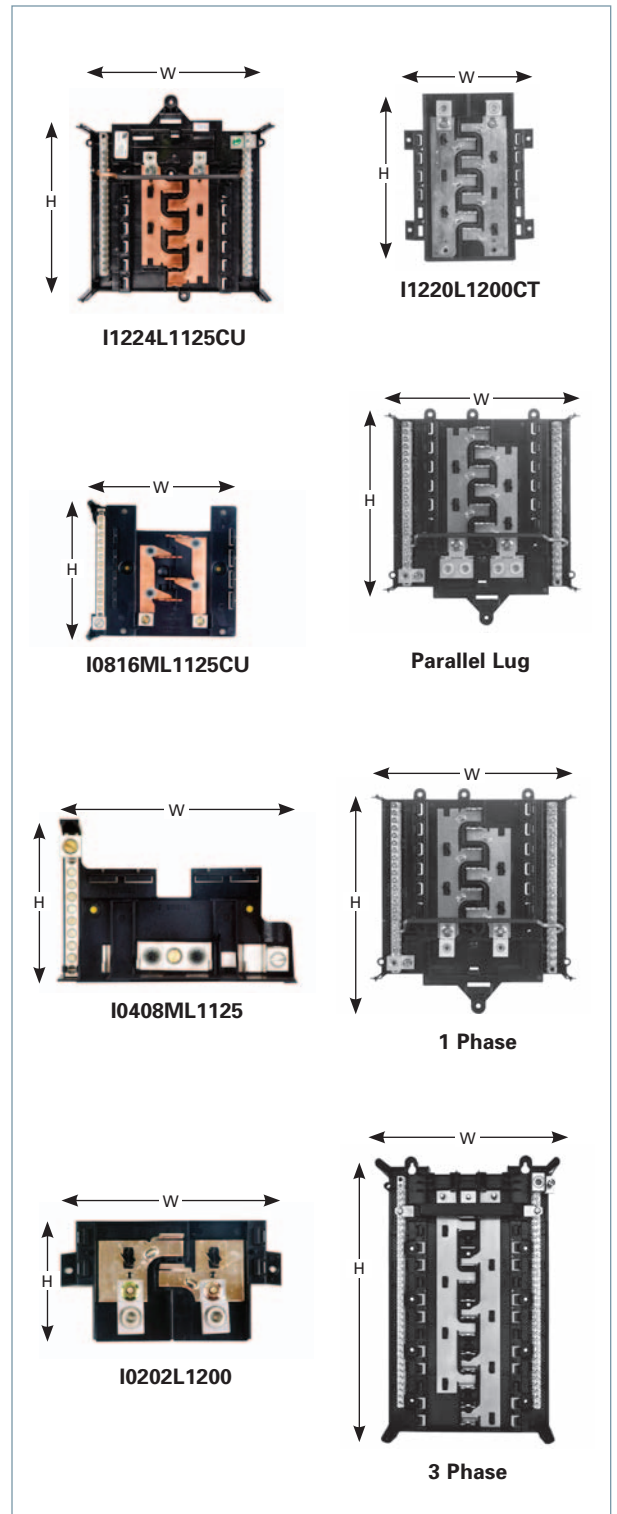 W
H
I1224L1125CU
W
H
I1220L1200CT
W
H
I0816ML1125CU
W
H
Parallel Lug
W
H
I0408ML1125
W
H
1 Phase
W
H
I0202L1200
W
H
3 Phase